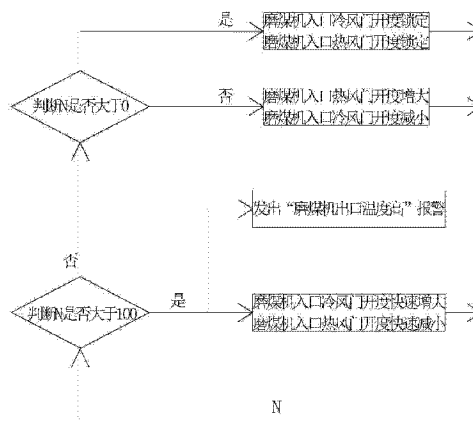 是
磨煤机入口冷风门开度锁定
磨煤机入口热风门开度锁定
判断N是否大于0
否
磨煤机入口热风门开度增大
磨煤机入口冷风门开度减小
发出“磨煤机出口温度高”报警
否
是
判断N是否大于100
磨煤机入口冷风门开度快速增大
磨煤机入口热风门开度快速减小
N